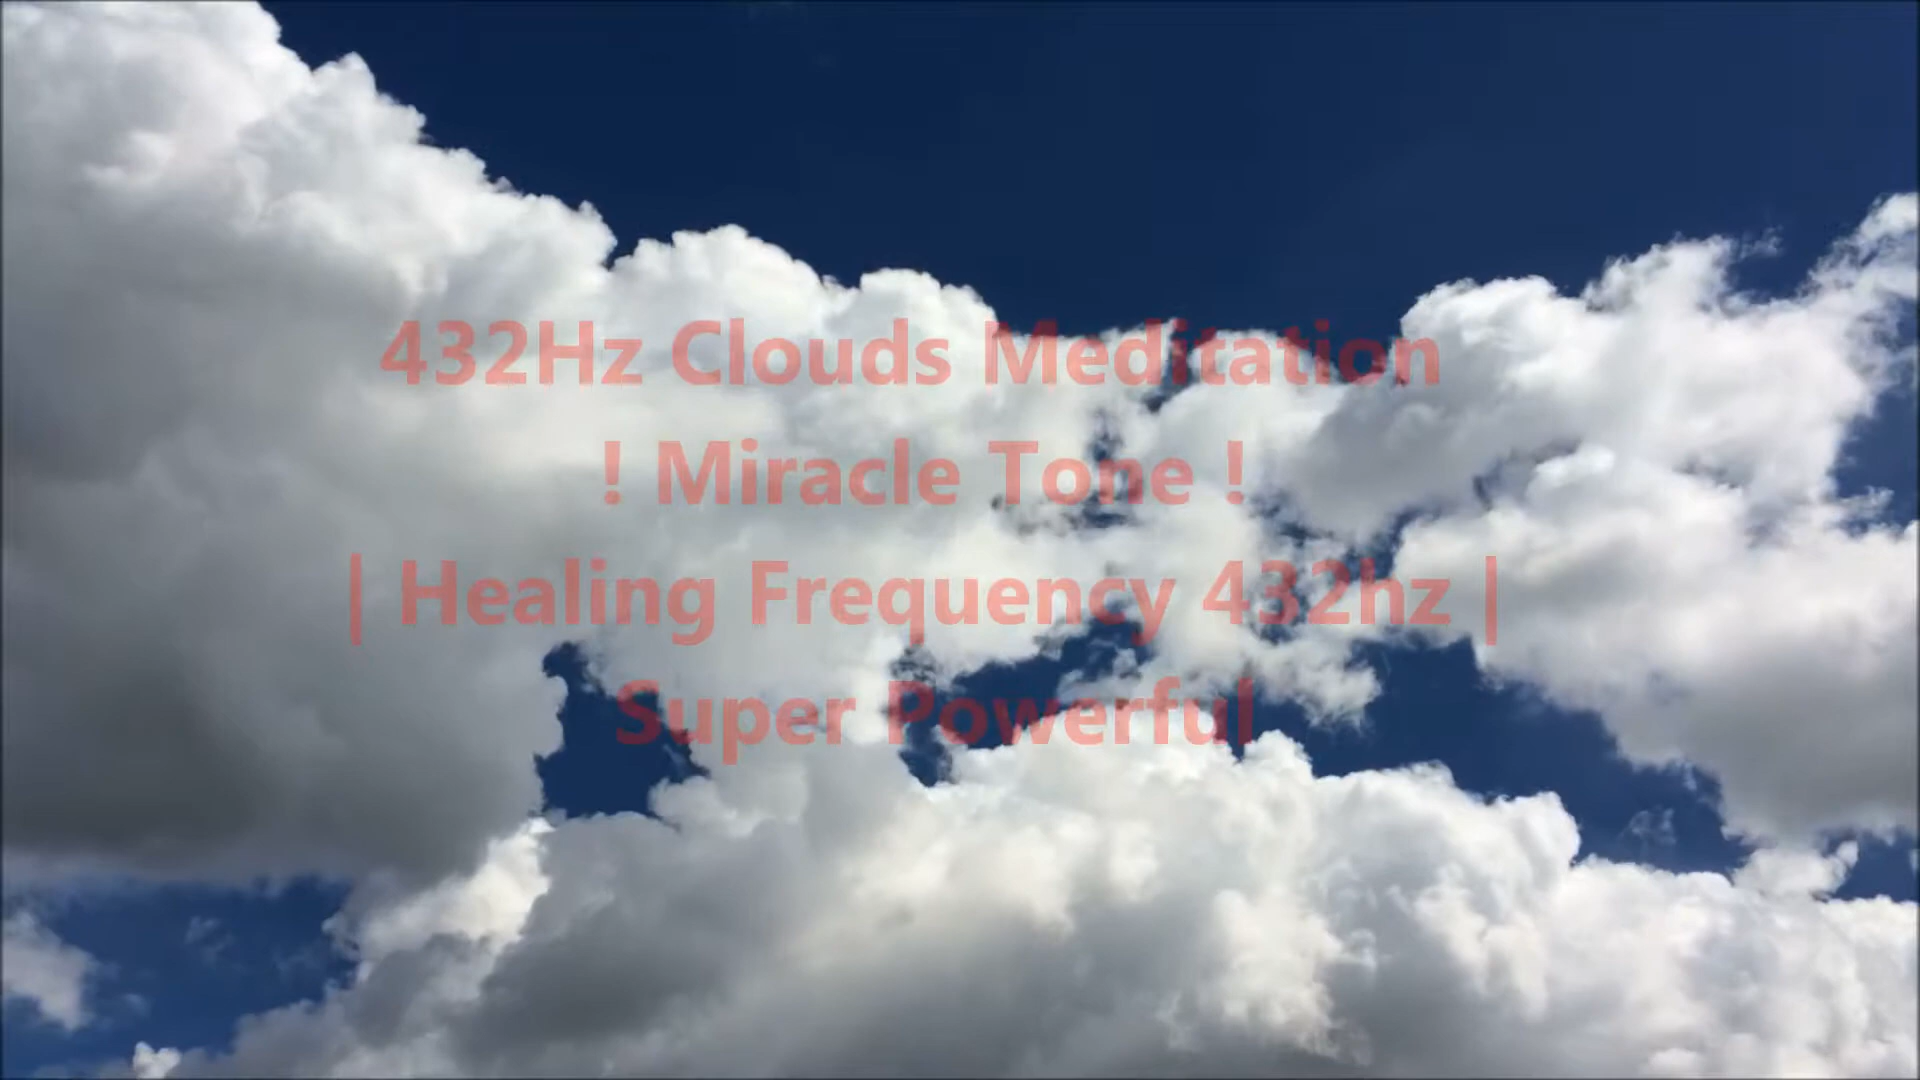 432Hz Clouds Meditation
! Miracle Tone !
| Healing Frequency 432hz |
Super Powerful